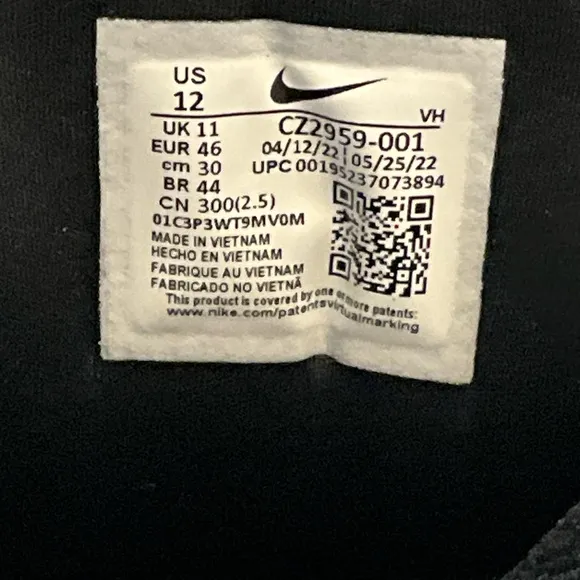 US
12
VH
UK 11
CZ2959-001
EUR 46
04/12/22 | 05/25/22
cm 30
UPC 00195237073894
BR 44
CN 300(2.5)
01C3P3WT9MV0M
MADE IN VIETNAM
HECHO EN VIETNAM
FABRIQUE AU VIETNAM
FABRICADO NO VIETNÃ
This product is covered by one or more patents:
www.nike.com/patentsvirtualmarking